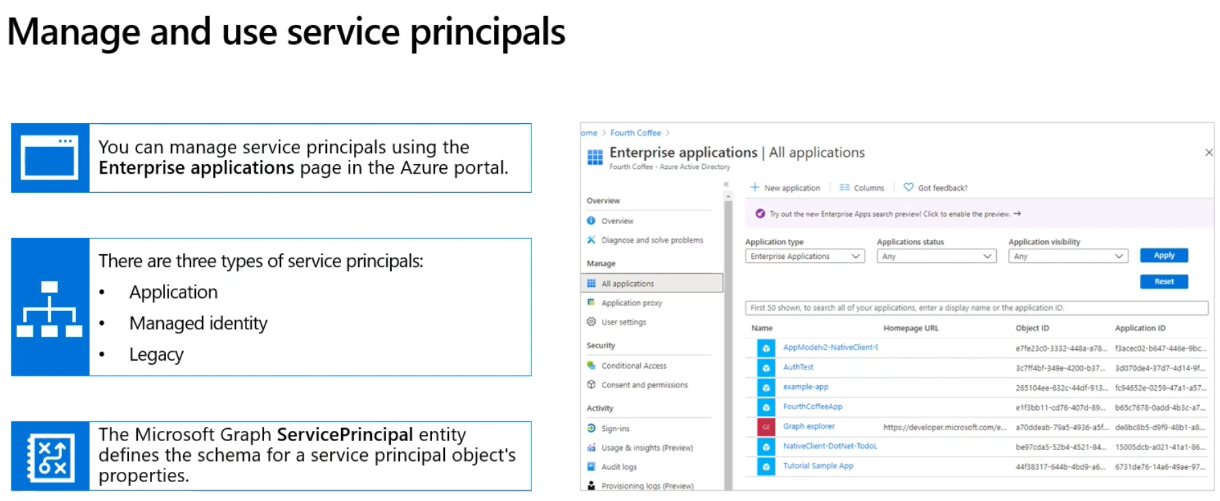 Manage and use service principals
You can manage service principals using the
Enterprise applications page in the Azure portal.
There are three types of service principals:
• Application
• Managed identity
• Legacy
The Microsoft Graph ServicePrincipal entity
defines the schema for a service principal object's
properties.
ome > Fourth Coffee >
Enterprise applications | All applications
Fourth Coffee - Azure Active Directory
Overview
Overview
Diagnose and solve problems
Manage
All applications
Application proxy
User settings
Security
Conditional Access
Consent and permissions
Activity
Sign-ins
Usage & insights (Preview)
Audit logs
Provisioning logs (Preview)
New application Columns Got feedback?
Try out the new Enterprise Apps search preview! Click to enable the preview. →
Application type Applications status Application visibility
Enterprise Applications Any Any Apply
Reset
First 50 shown, to search all of your applications, enter a display name or the application ID.
Name Homepage URL Object ID Application ID
AppModelv2-NativeClient-D e7fe23c0-3332-448a-a78... f3acec02-b647-446e-9bc...
AuthTest 3c7ff4bf-349e-4200-b37... 3d070de4-37d7-4d14-9f...
example-app 265104ee-632c-44df-913... fc94652e-0259-47a1-a57...
FourthCoffeeApp e1f3bb11-cd76-407d-89... b65c7678-0add-4b3c-a7...
GE Graph explorer https://developer.microsoft.com/e... a70ddeab-79a5-4936-a5f... de8bc8b5-d9f9-48b1-a8...
NativeClient-DotNet-TodoL be97cda5-52b4-4521-84... 15005dcb-a021-41a1-86...
Tutorial Sample App 44f38317-644b-4bd9-a6... 6731de76-14a6-49ae-97...